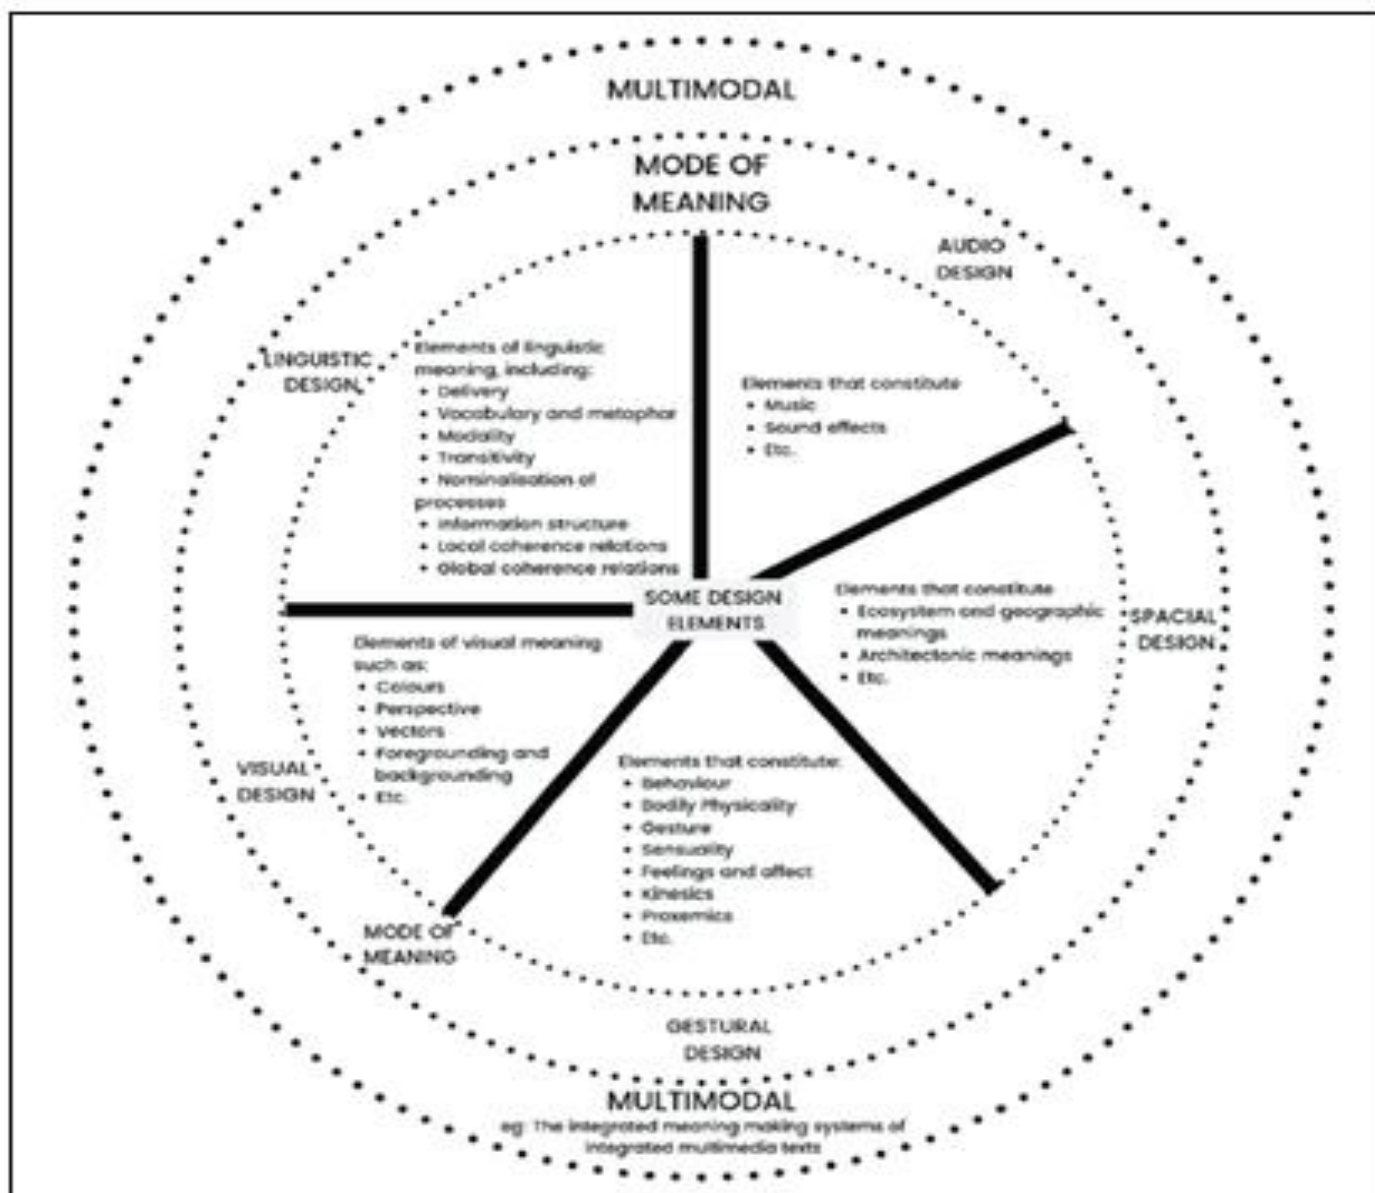 MULTIMODAL
MODE OF
MEANING
AUDIO
DESIGN
LINGUISTIC
DESIGN
Elements of linguistic
meaning, including:
• Delivery
• Vocabulary and metaphor
• Modality
• Transitivity
• Nominalisation of
processes
• Information structure
• Local coherence relations
• Global coherence relations
Elements that constitute
• Music
• Sound effects
• Etc.
SOME DESIGN
ELEMENTS
Elements that constitute
• Ecosystem and geographic
meanings
• Architectonic meanings
• Etc.
SPACIAL
DESIGN
Elements of visual meaning
such as:
• Colours
• Perspective
• Vectors
• Foregrounding and
backgrounding
• Etc.
VISUAL
DESIGN
Elements that constitute:
• Behaviour
• Bodily Physicality
• Gesture
• Sensuality
• Feelings and affect
• Kinesics
• Proxemics
• Etc.
MODE OF
MEANING
GESTURAL
DESIGN
MULTIMODAL
eg: The integrated meaning making systems of
integrated multimedia texts